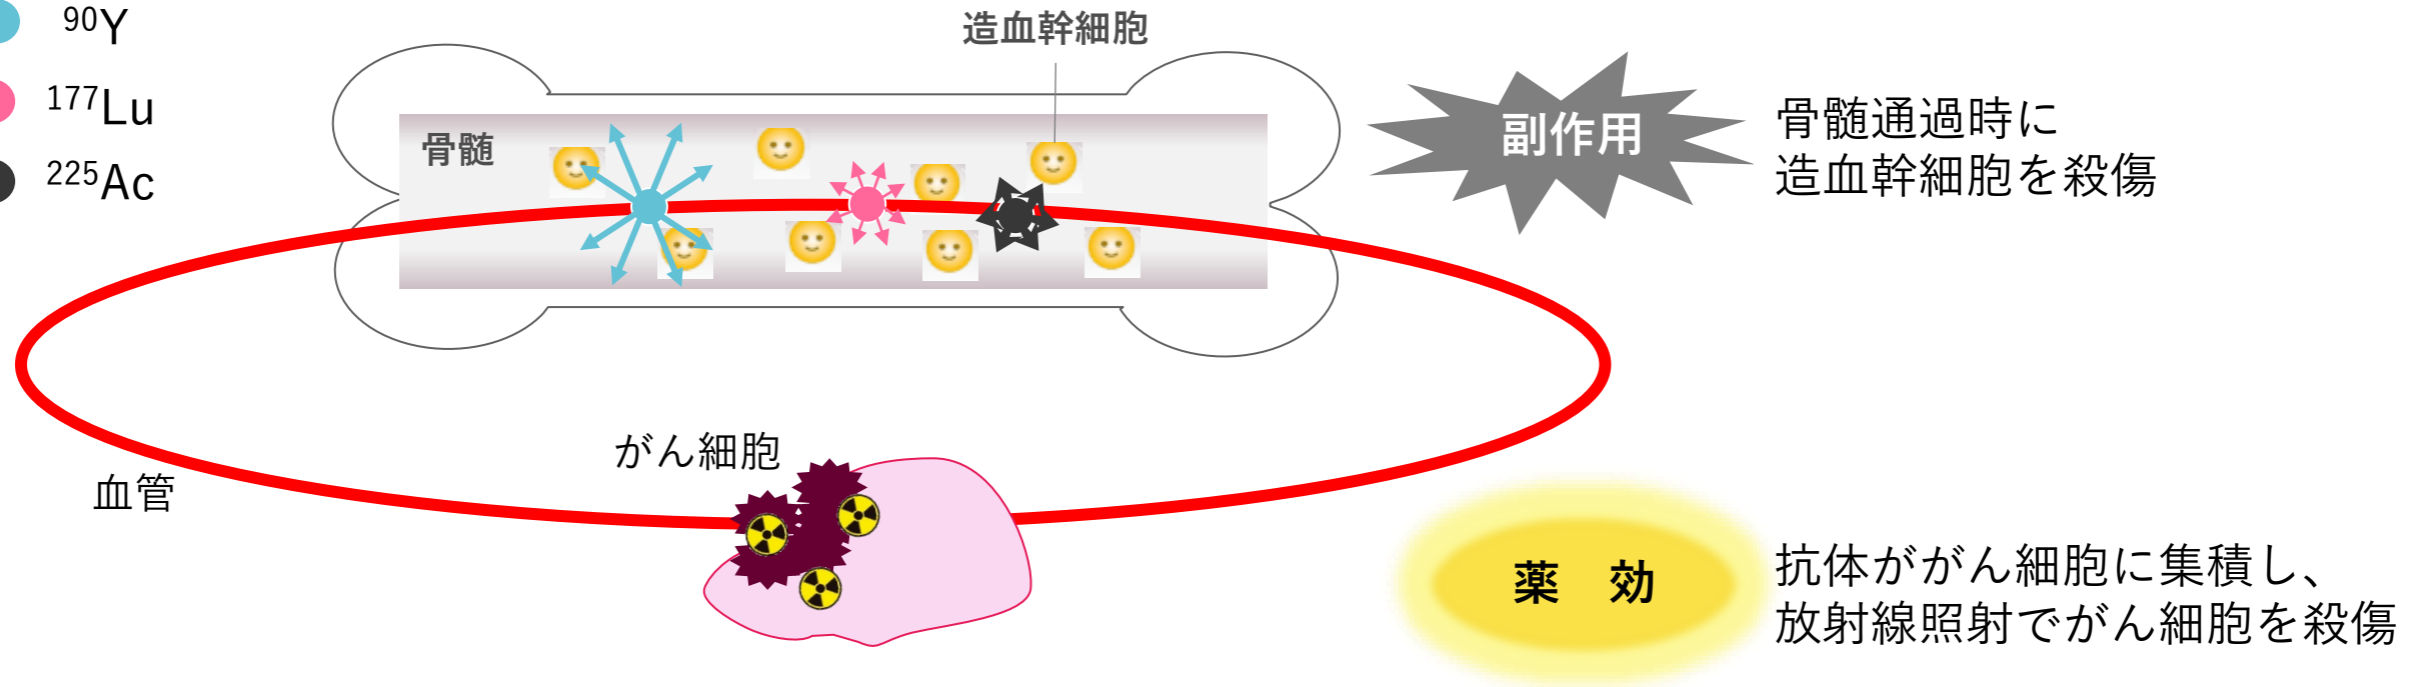 ⁹⁰Y
¹⁷⁷Lu
²²⁵Ac
造血幹細胞
骨髄
副作用
骨髄通過時に
造血幹細胞を殺傷
がん細胞
血管
薬 効
抗体ががん細胞に集積し、
放射線照射でがん細胞を殺傷